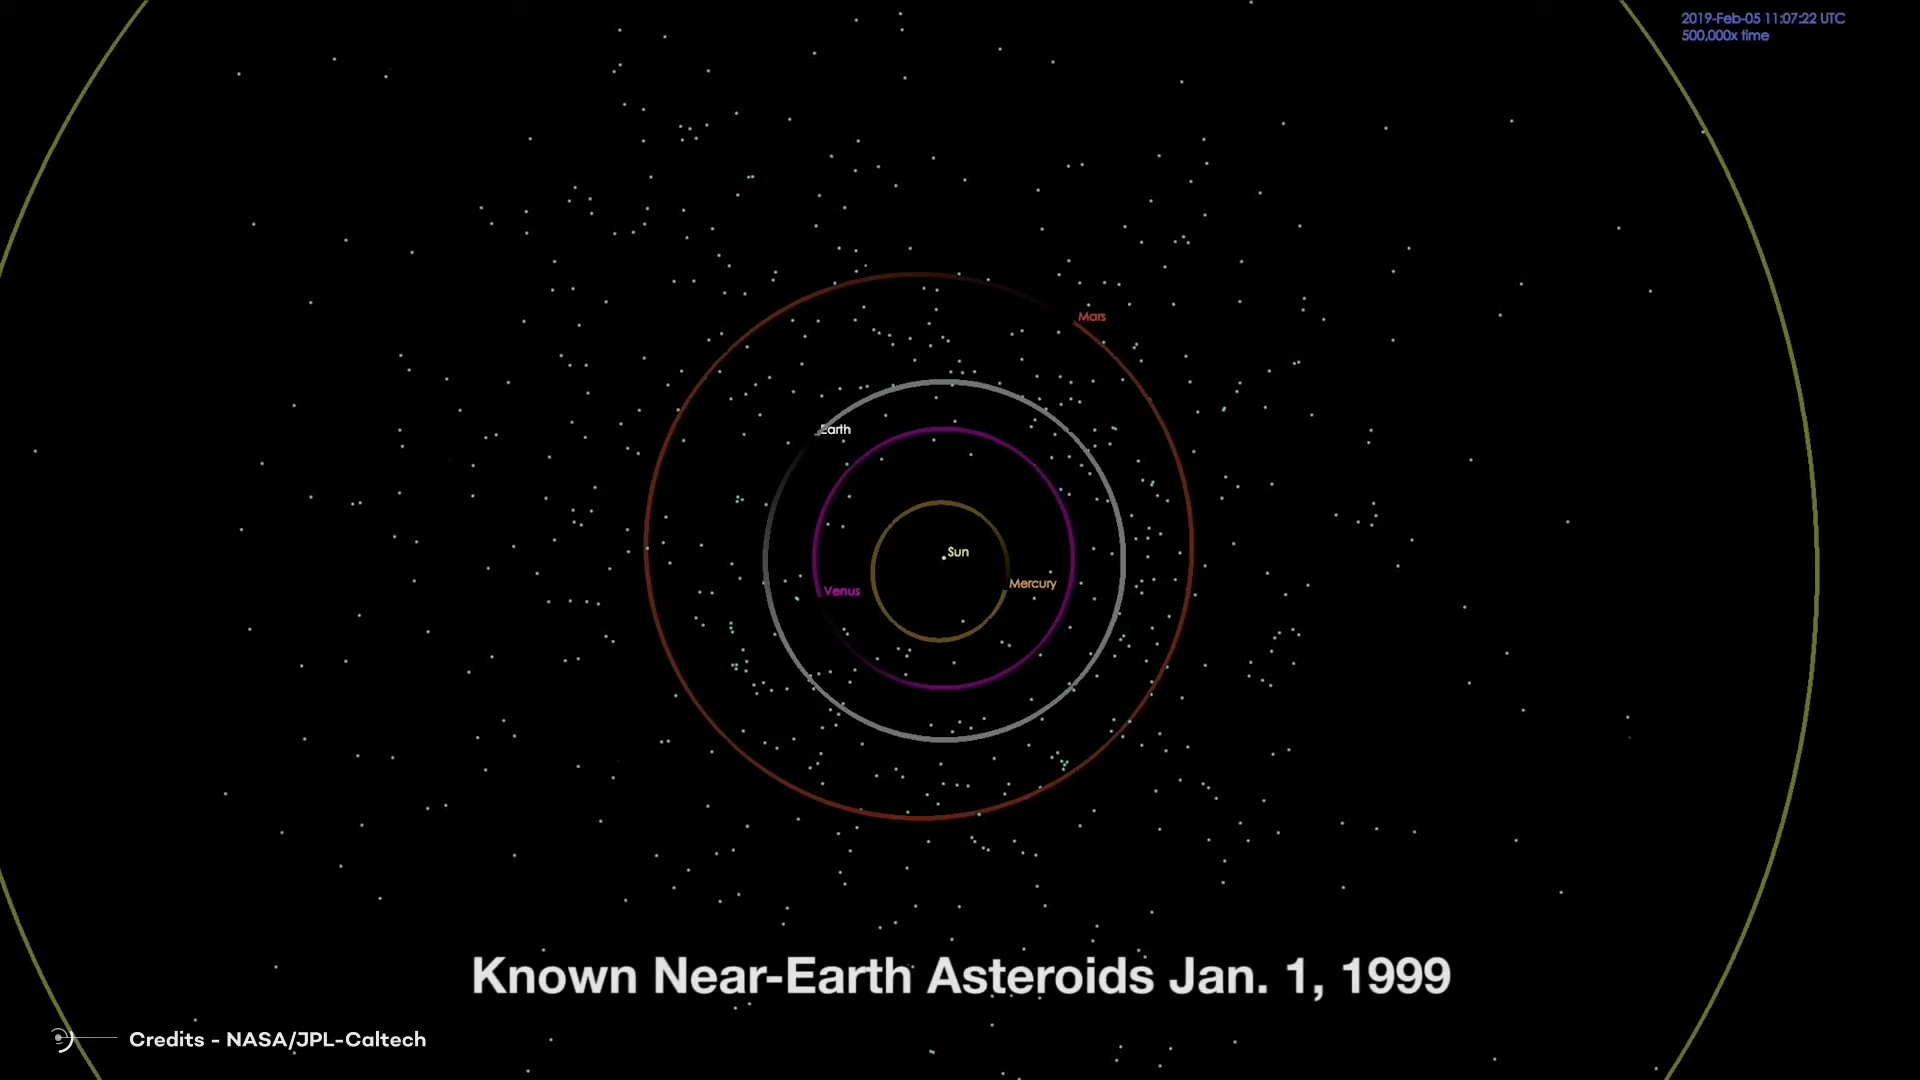 2019-Feb-05 11:07:22 UTC
500,000x time
Mars
Earth
Sun
Mercury
Venus
Known Near-Earth Asteroids Jan. 1, 1999
Credits - NASA/JPL-Caltech